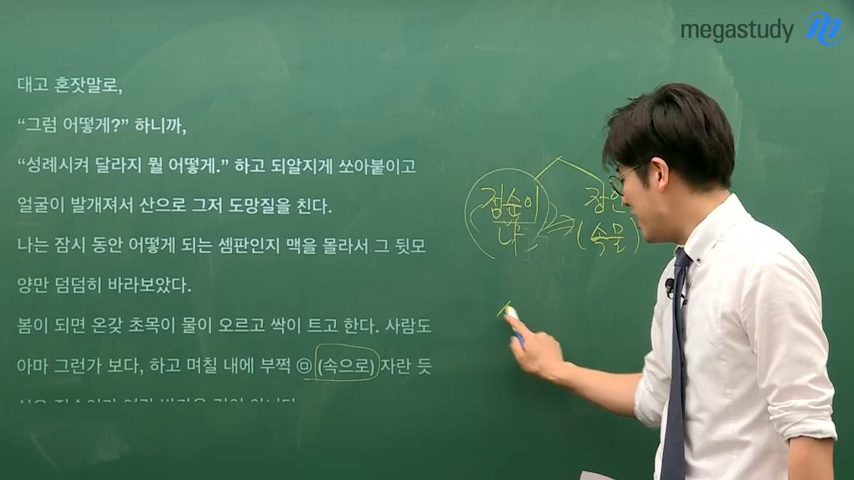 megastudy
대고 혼잣말로,
“그럼 어떻게?” 하니까,
“성례시켜 달라지 뭘 어떻게.” 하고 되알지게 쏘아붙이고
얼굴이 발개져서 산으로 그저 도망질을 친다.
나는 잠시 동안 어떻게 되는 셈판인지 맥을 몰라서 그 뒷모
양만 덤덤히 바라보았다.
봄이 되면 온갖 초목이 물이 오르고 싹이 트고 한다. 사람도
아마 그런가 보다, 하고 며칠 내에 부쩍 ㉤ (속으로) 자란 듯
점순이 장인
나 (속물)